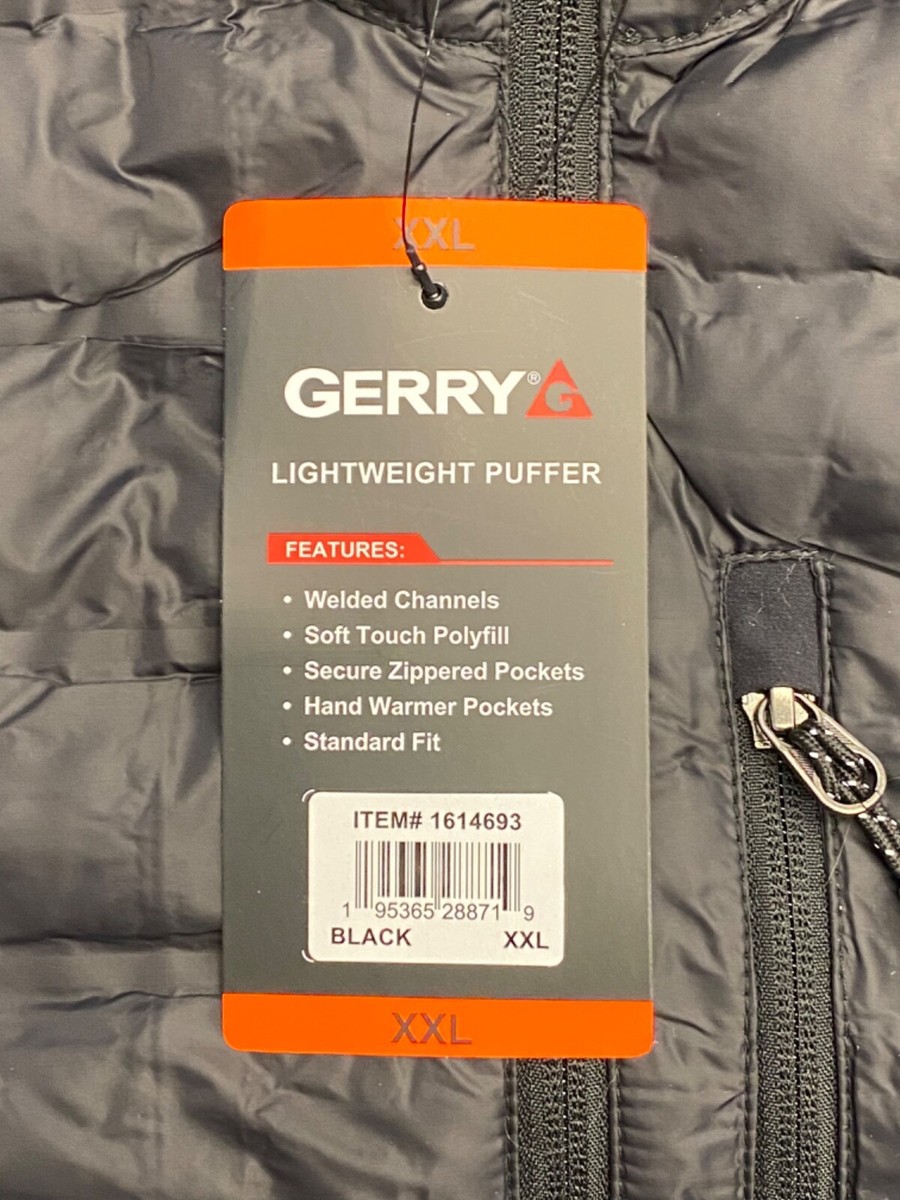 XXL
GERRY® G
LIGHTWEIGHT PUFFER
FEATURES:
• Welded Channels
• Soft Touch Polyfill
• Secure Zippered Pockets
• Hand Warmer Pockets
• Standard Fit
ITEM# 1614693
1 95365 28871 9
BLACK XXL
XXL